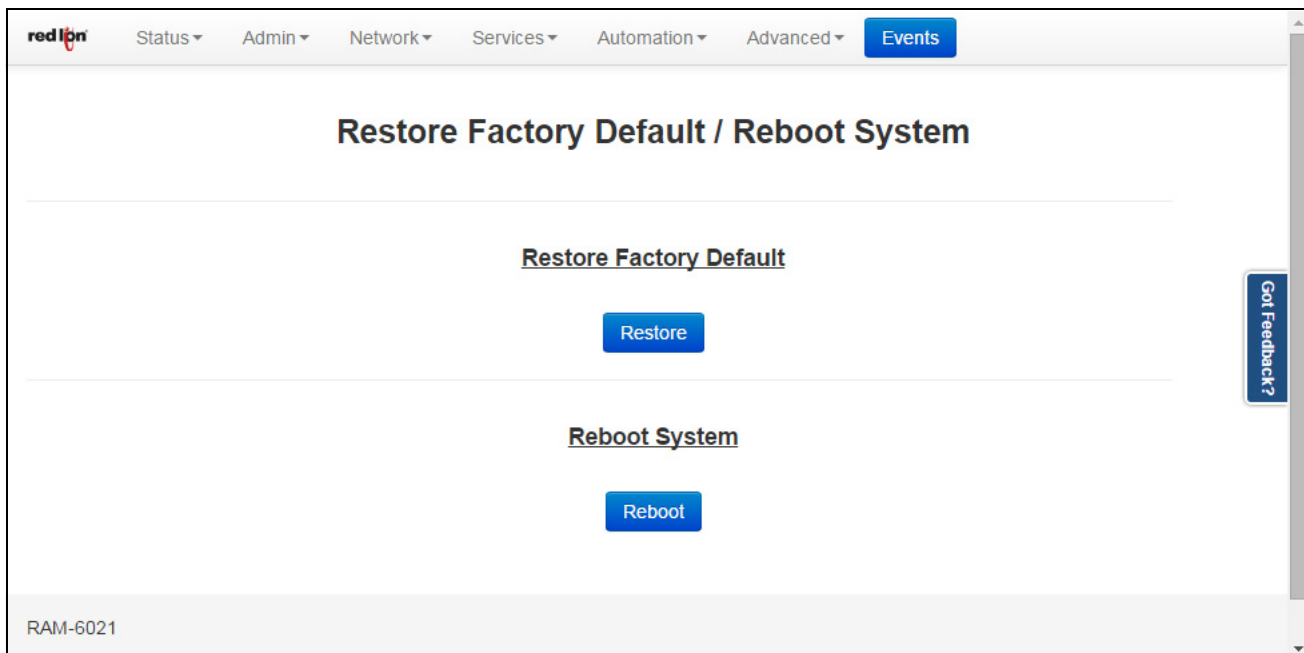 red lion Status Admin Network Services Automation Advanced Events
Restore Factory Default / Reboot System
Restore Factory Default
Restore
Got Feedback?
Reboot System
Reboot
RAM-6021